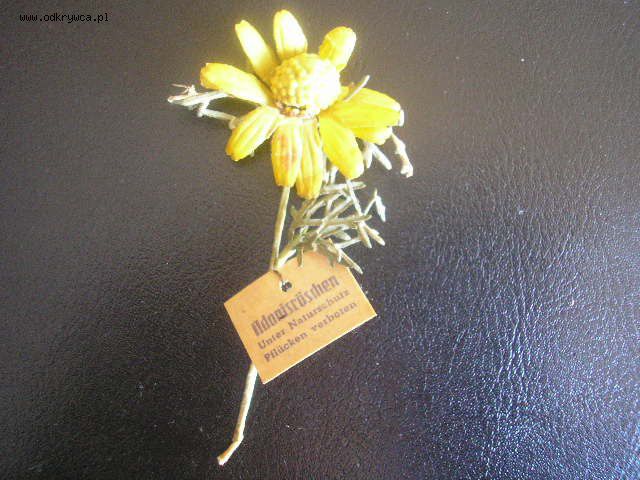 www.odkrywca.pl
Adonisröschen
Unter Naturschutz
Pflücken verboten